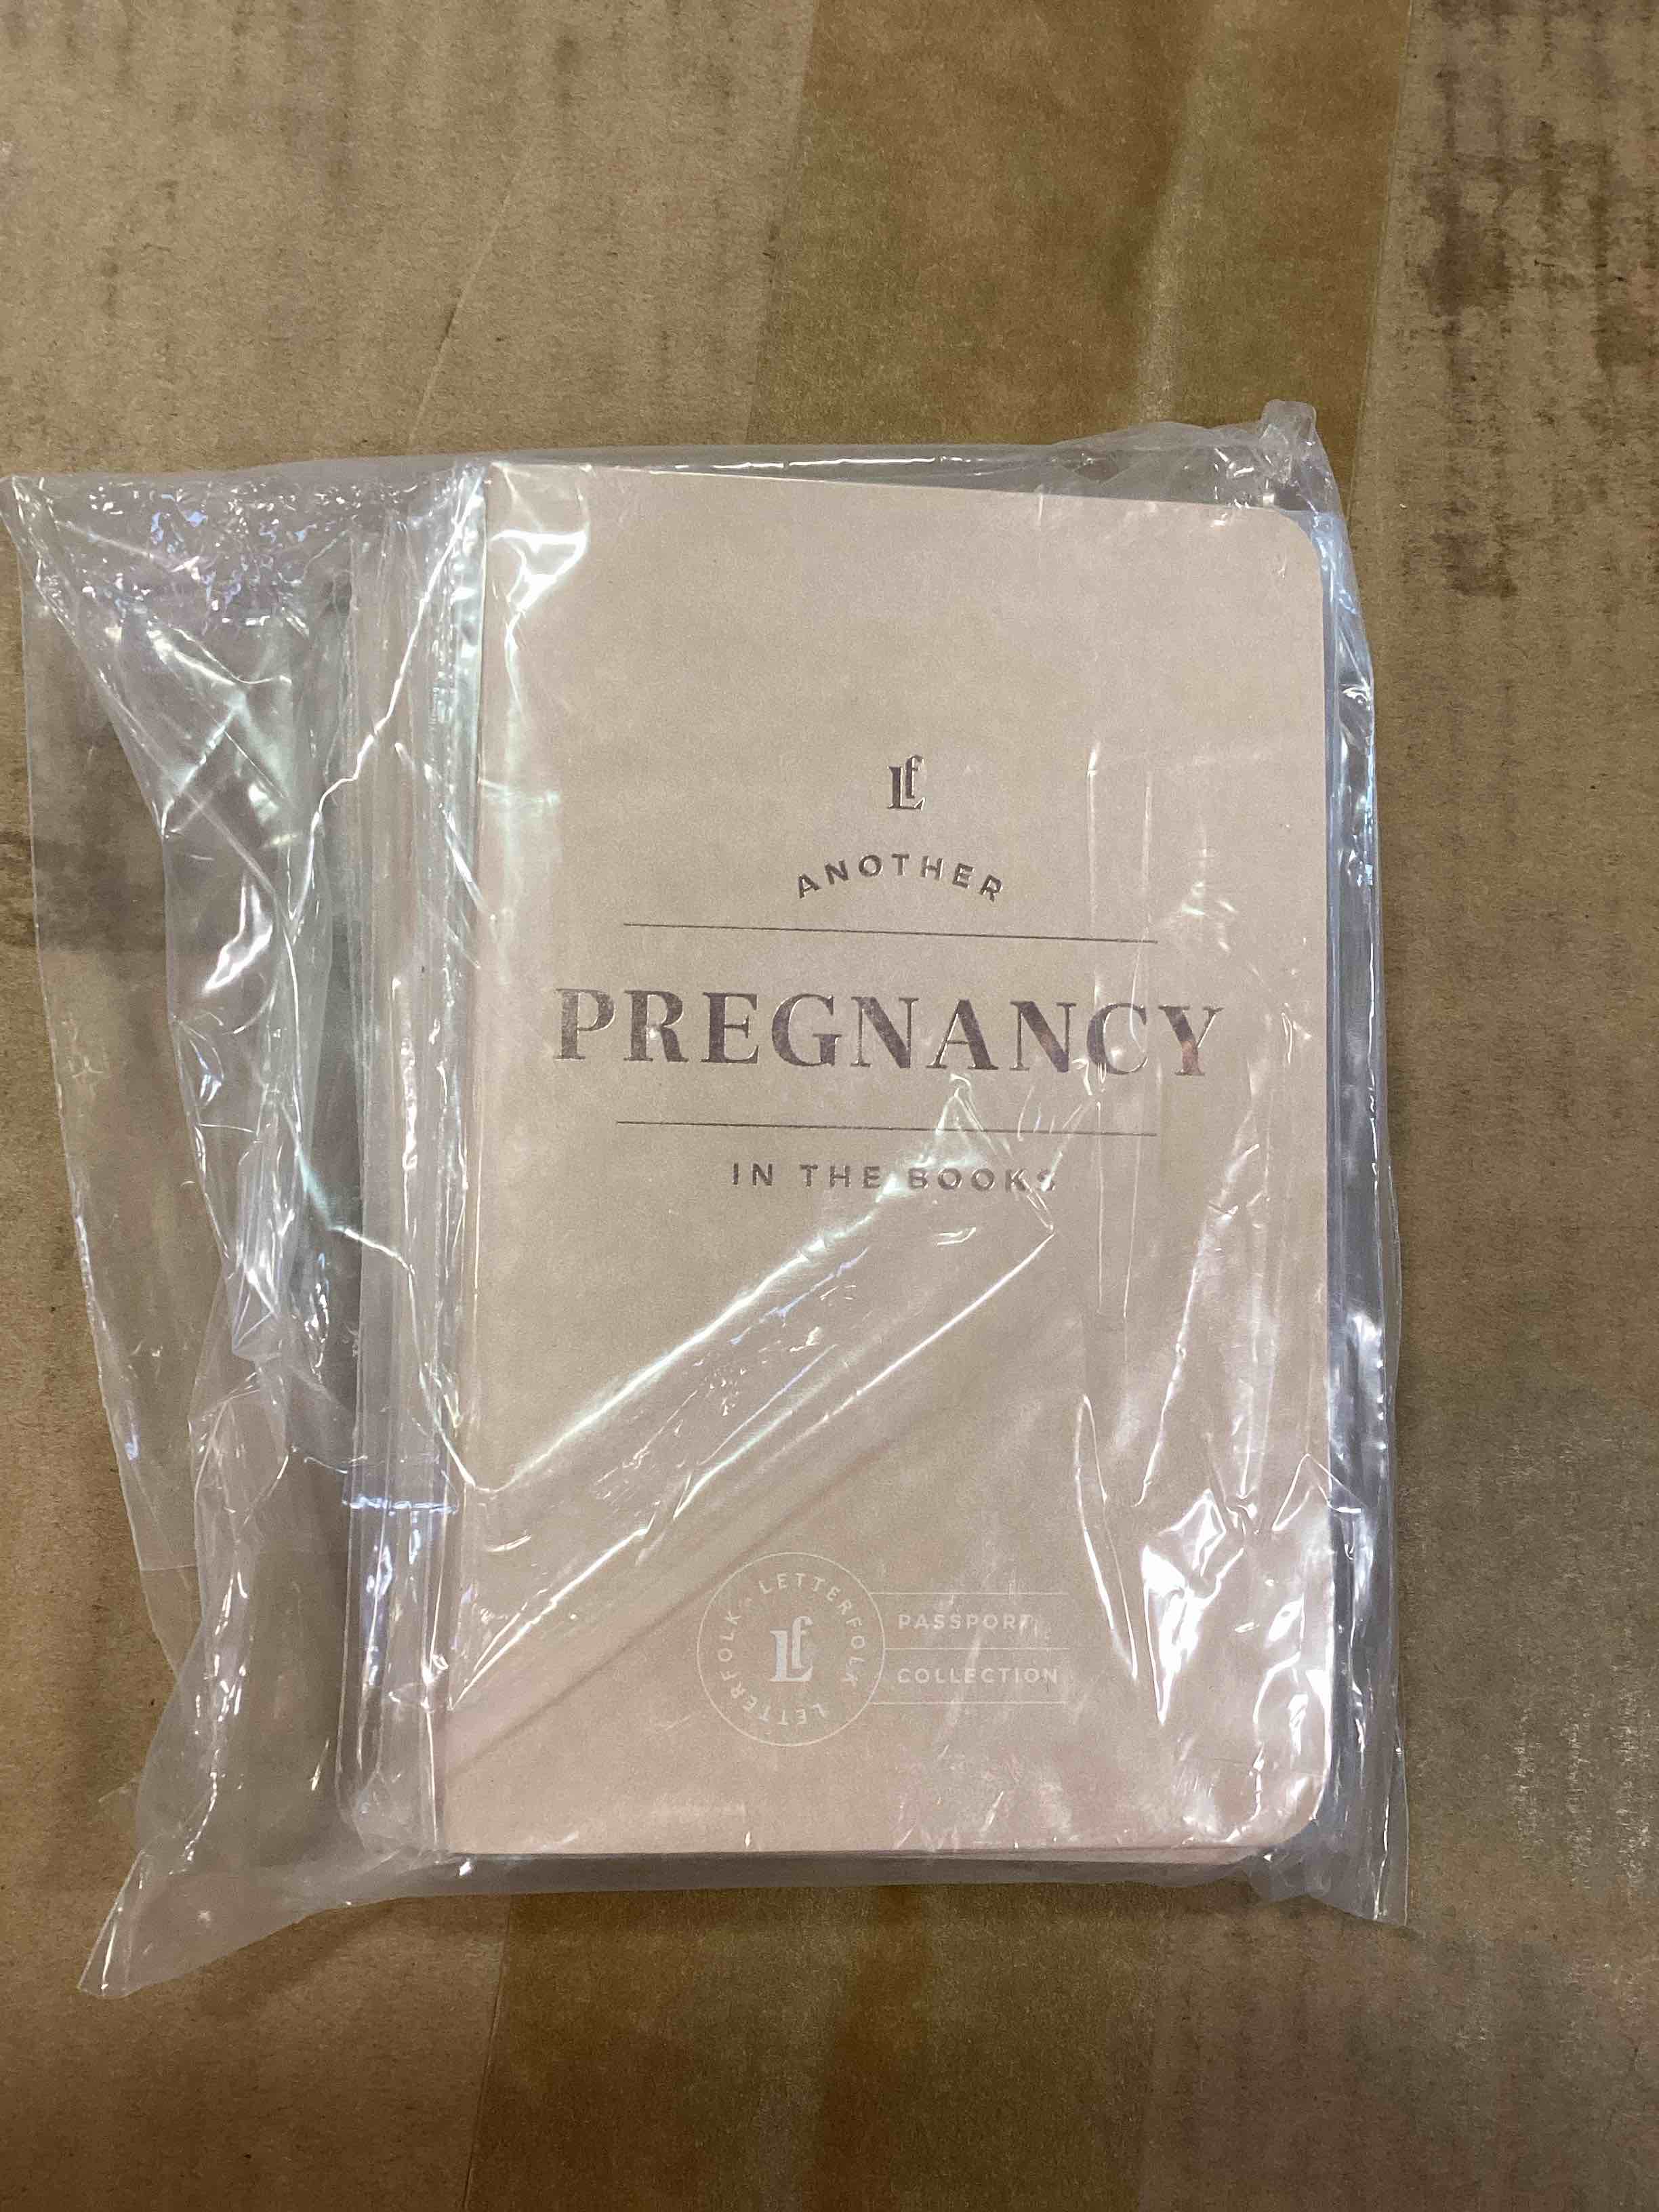 Lf
ANOTHER
PREGNANCY
IN THE BOOKS
LETTERFOLK LETTERFOLK
Lf
PASSPORT
COLLECTION